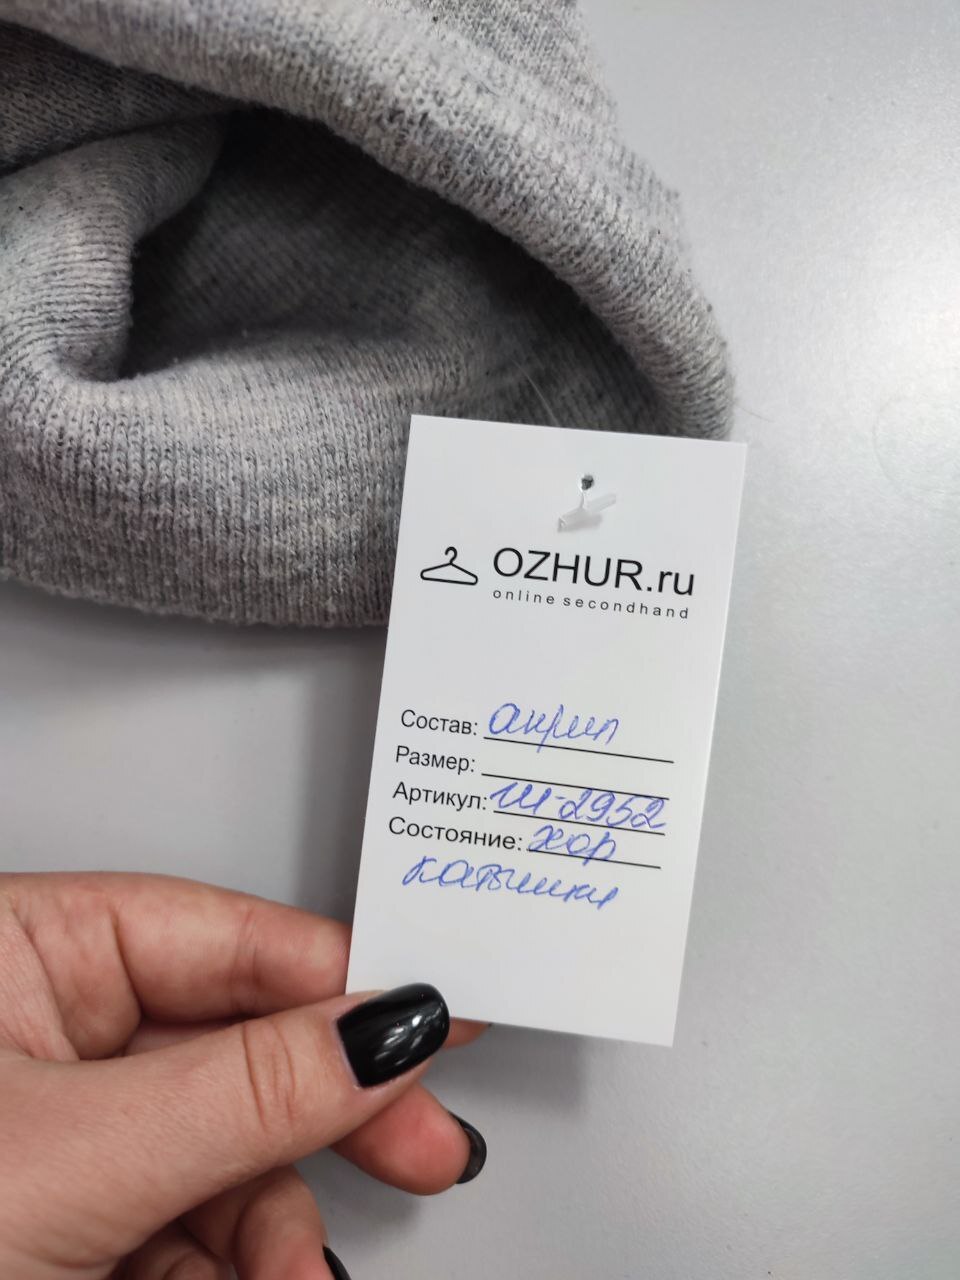 OZHUR.ru
online secondhand
Состав: акрил
Размер:
Артикул: Ш-2952
Состояние: хор
катышки